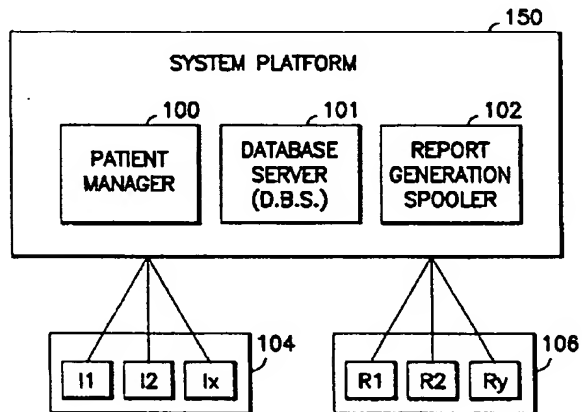 150
SYSTEM PLATFORM
100
101
102
PATIENT
MANAGER
DATABASE
SERVER
(D.B.S.)
REPORT
GENERATION
SPOOLER
104
106
I1
I2
Ix
R1
R2
Ry